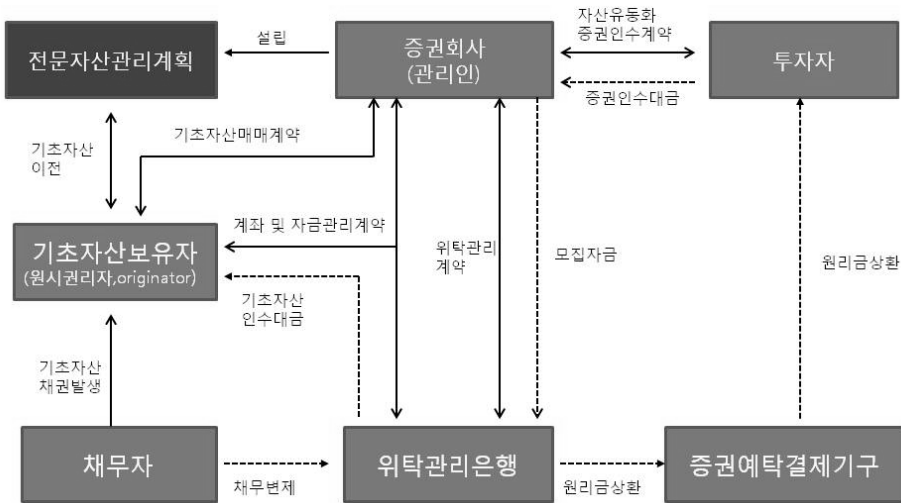 전문자산관리계획
설립
증권회사
(관리인)
자산유동화
증권인수계약
증권인수대금
투자자
기초자산
이전
기초자산매매계약
계좌 및 자금관리계약
기초자산보유자
(원시권리자,originator)
기초자산
인수대금
위탁관리
계약
모집자금
원리금상환
기초자산
채권발생
채무자
채무변제
위탁관리은행
원리금상환
증권예탁결제기구